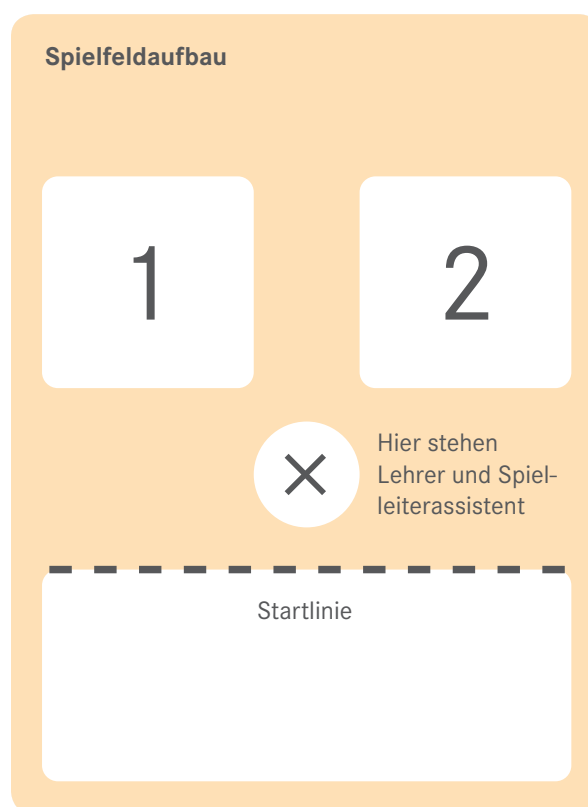 Spielfeldaufbau
1
2
Hier stehen
Lehrer und Spiel-
leiterassistent
Startlinie